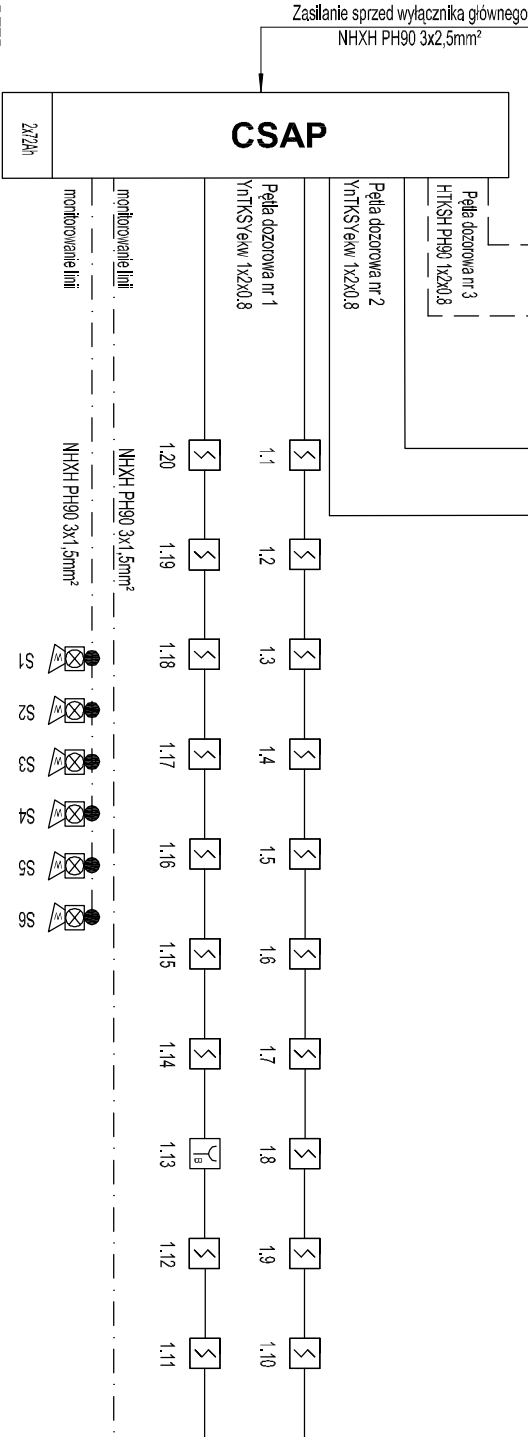 Zasilanie sprzed wyłącznika głównego
NHXH PH90 3x2,5mm²
CSAP
2x72Ah
Pętla dozorowa nr 3
HTKSH PH90 1x2x0.8
Pętla dozorowa nr 2
YnTKSYekw 1x2x0.8
Pętla dozorowa nr 1
YnTKSYekw 1x2x0.8
monitorowanie linii
monitorowanie linii
NHXH PH90 3x1,5mm²
NHXH PH90 3x1,5mm²
1.1
1.2
1.3
1.4
1.5
1.6
1.7
1.8
1.9
1.10
1.20
1.19
1.18
1.17
1.16
1.15
1.14
1.13
B
1.12
1.11
S1
W
S2
W
S3
W
S4
W
S5
W
S6
W